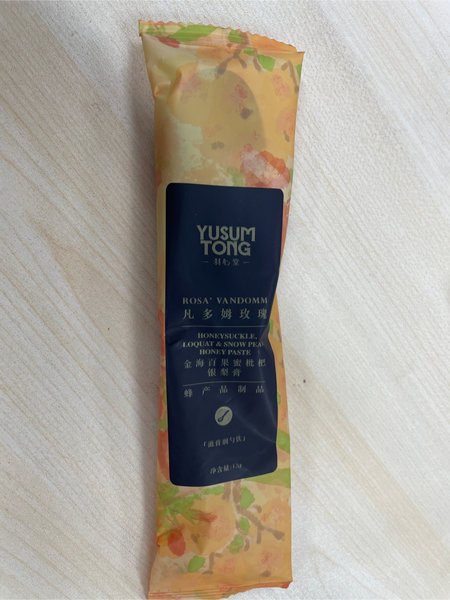 YUSUM
TONG
ROSA' VANDOMM
凡多姆玫瑰
HONEYSUCKLE,
LOQUAT & SNOW PEAR
HONEY PASTE
金海百果蜜枇杷
银梨膏
蜂产品制品
净含量: